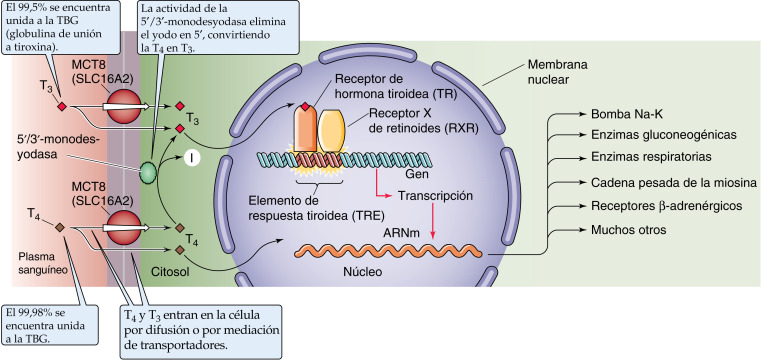 El 99,5% se encuentra
unida a la TBG
(globulina de unión
a tiroxina).
La actividad de la
5′/3′-monodesyodasa elimina
el yodo en 5′, convirtiendo
la T4 en T3.
MCT8
(SLC16A2)
T3
T3
5′/3′-monodes-
yodasa
I
MCT8
(SLC16A2)
T4
T4
Plasma
sanguíneo
Citosol
El 99,98% se
encuentra unida
a la TBG.
T4 y T3 entran en la célula
por difusión o por mediación
de transportadores.
Receptor de
hormona tiroidea (TR)
Receptor X
de retinoides (RXR)
Gen
Elemento de
respuesta tiroidea (TRE)
Transcripción
ARNm
Núcleo
Membrana
nuclear
Bomba Na-K
Enzimas gluconeogénicas
Enzimas respiratorias
Cadena pesada de la miosina
Receptores β-adrenérgicos
Muchos otros